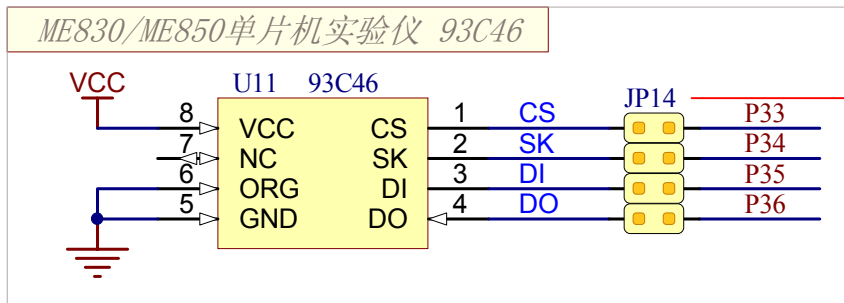 ME830/ME850单片机实验仪 93C46
VCC
U11 93C46
JP14
8 VCC CS 1 CS P33
7 NC SK 2 SK P34
6 ORG DI 3 DI P35
5 GND DO 4 DO P36